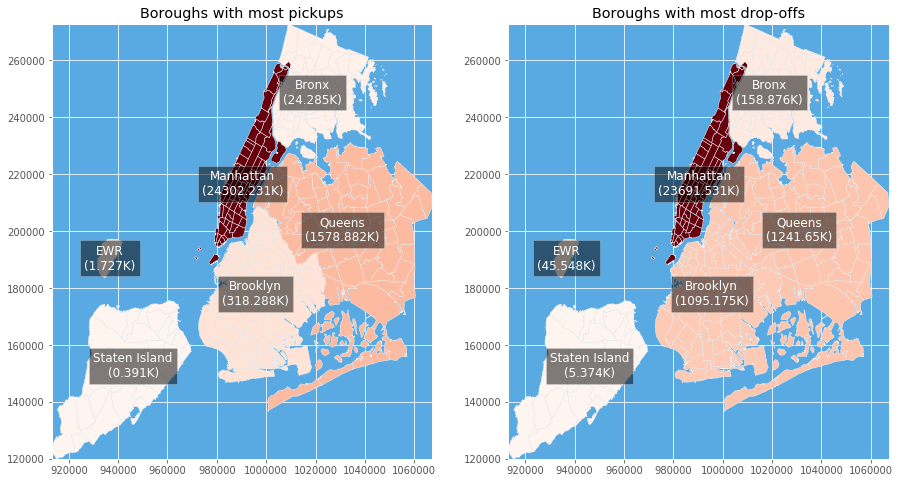 Boroughs with most pickups
260000
240000
220000
200000
180000
160000
140000
120000
920000 940000 960000 980000 1000000 1020000 1040000 1060000
Bronx
(24.285K)
Manhattan
(24302.231K)
Queens
(1578.882K)
EWR
(1.727K)
Brooklyn
(318.288K)
Staten Island
(0.391K)
Boroughs with most drop-offs
260000
240000
220000
200000
180000
160000
140000
120000
920000 940000 960000 980000 1000000 1020000 1040000 1060000
Bronx
(158.876K)
Manhattan
(23691.531K)
Queens
(1241.65K)
EWR
(45.548K)
Brooklyn
(1095.175K)
Staten Island
(5.374K)